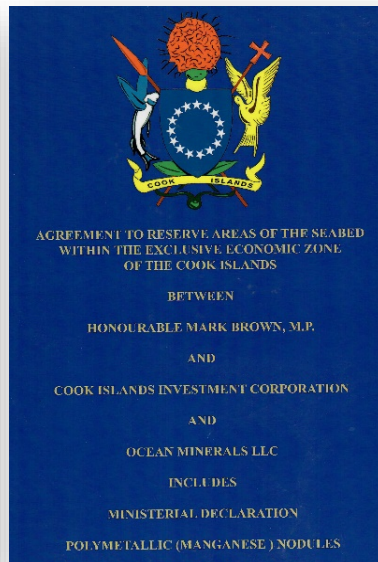 COOK ISLANDS
AGREEMENT TO RESERVE AREAS OF THE SEABED
WITHIN THE EXCLUSIVE ECONOMIC ZONE
OF THE COOK ISLANDS
BETWEEN
HONOURABLE MARK BROWN, M.P.
AND
COOK ISLANDS INVESTMENT CORPORATION
AND
OCEAN MINERALS LLC
INCLUDES
MINISTERIAL DECLARATION
POLYMETALLIC (MANGANESE ) NODULES